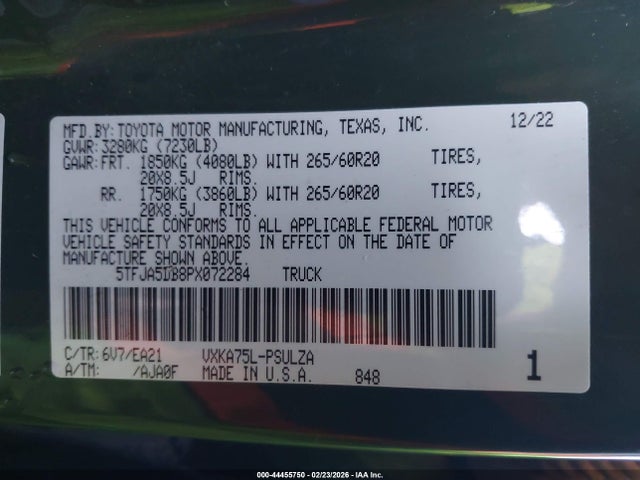 MFD.BY: TOYOTA MOTOR MANUFACTURING, TEXAS, INC. 12/22
GVWR: 3280KG (7230LB)
GAWR: FRT. 1850KG (4080LB) WITH 265/60R20 TIRES,
20X8.5J RIMS.
RR. 1750KG (3860LB) WITH 265/60R20 TIRES,
20X8.5J RIMS.
THIS VEHICLE CONFORMS TO ALL APPLICABLE FEDERAL MOTOR
VEHICLE SAFETY STANDARDS IN EFFECT ON THE DATE OF
MANUFACTURE SHOWN ABOVE.
5TFJA5DB8PX072284 TRUCK
C/TR: 6V7/EA21 VXKA75L-PSULZA
A/TM: /AJA0F MADE IN U.S.A. 848 1
000-44455750 - 02/23/2026 - IAA Inc.